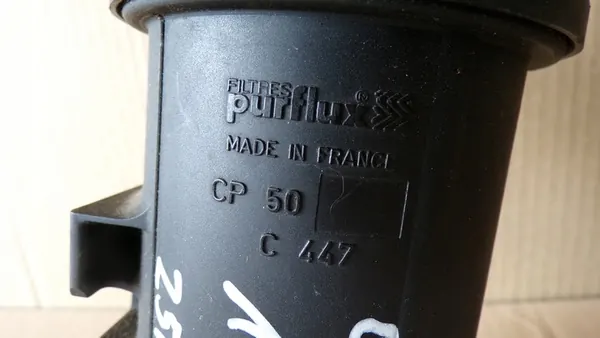 FILTRES
purflux®
MADE IN FRANCE
CP 50
C 447